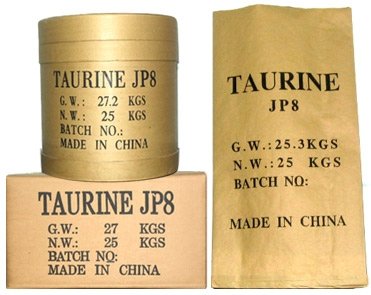 TAURINE JP8
G.W.: 27.2 KGS
N.W.: 25 KGS
BATCH NO.:
MADE IN CHINA
TAURINE JP8
G.W.: 27 KGS
N.W.: 25 KGS
BATCH NO:
MADE IN CHINA
TAURINE
JP8
G.W.:25.3KGS
N.W.:25 KGS
BATCH NO:
MADE IN CHINA